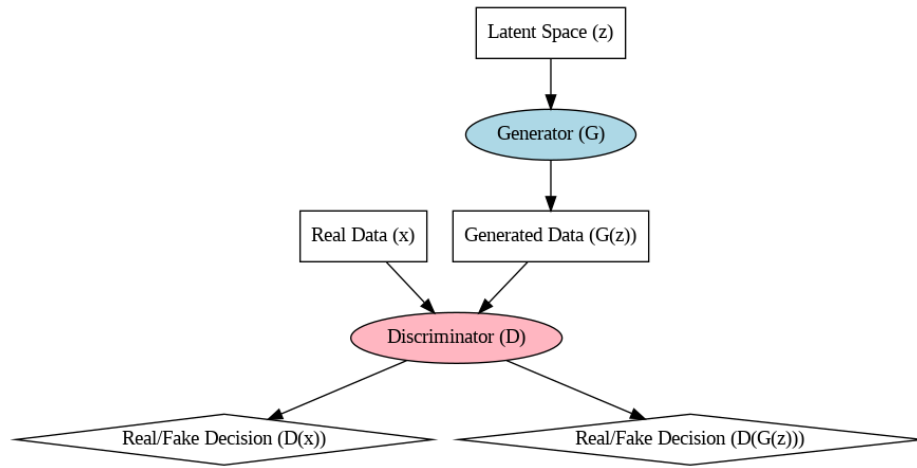 Latent Space (z)
Generator (G)
Real Data (x)
Generated Data (G(z))
Discriminator (D)
Real/Fake Decision (D(x))
Real/Fake Decision (D(G(z)))